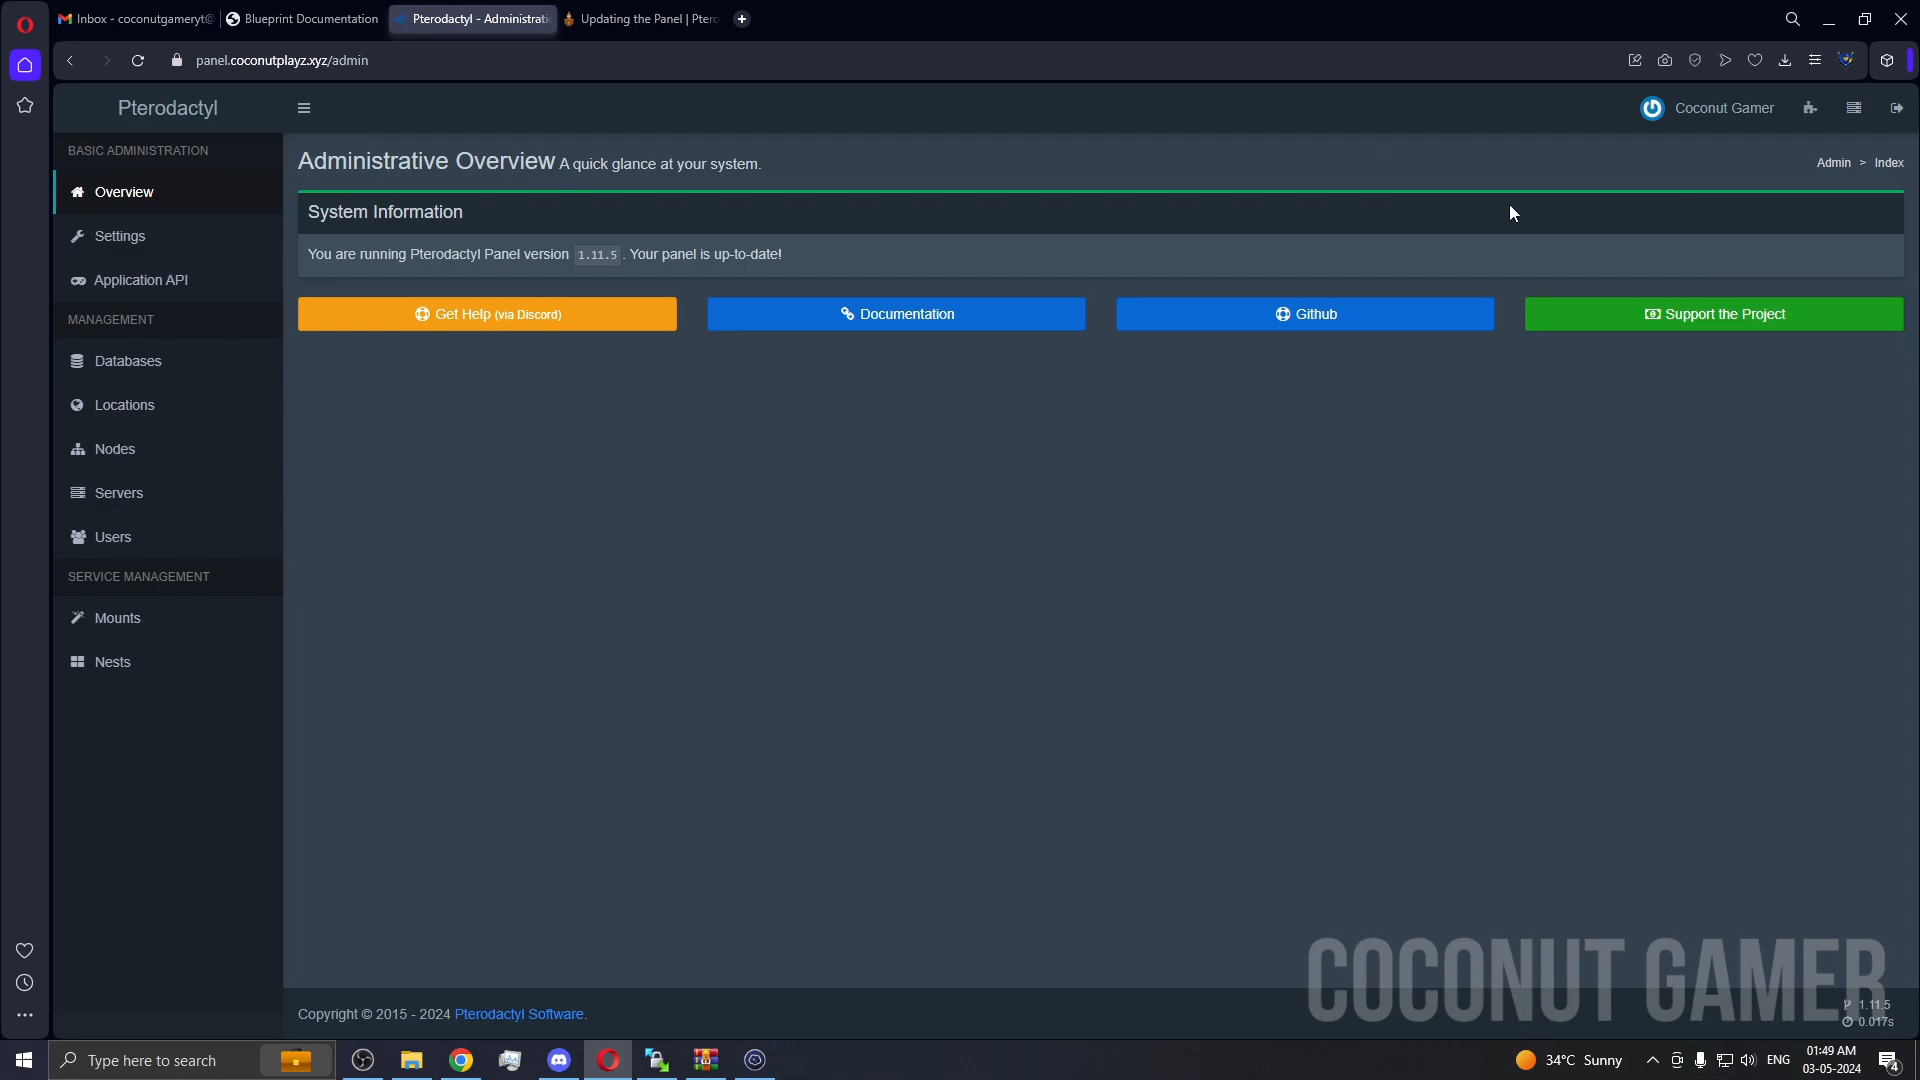 Inbox - coconutgameryt@
Blueprint Documentation
Pterodactyl - Administrati
Updating the Panel | Ptero
panel.coconutplayz.xyz/admin
Pterodactyl
Coconut Gamer
BASIC ADMINISTRATION
Overview
Settings
Application API
MANAGEMENT
Databases
Locations
Nodes
Servers
Users
SERVICE MANAGEMENT
Mounts
Nests
Administrative Overview A quick glance at your system.
Admin > Index
System Information
You are running Pterodactyl Panel version 1.11.5 . Your panel is up-to-date!
Get Help (via Discord)
Documentation
Github
Support the Project
COCONUT GAMER
Copyright © 2015 - 2024 Pterodactyl Software.
1.11.5
0.017s
Type here to search
34°C Sunny
ENG
01:49 AM
03-05-2024
4